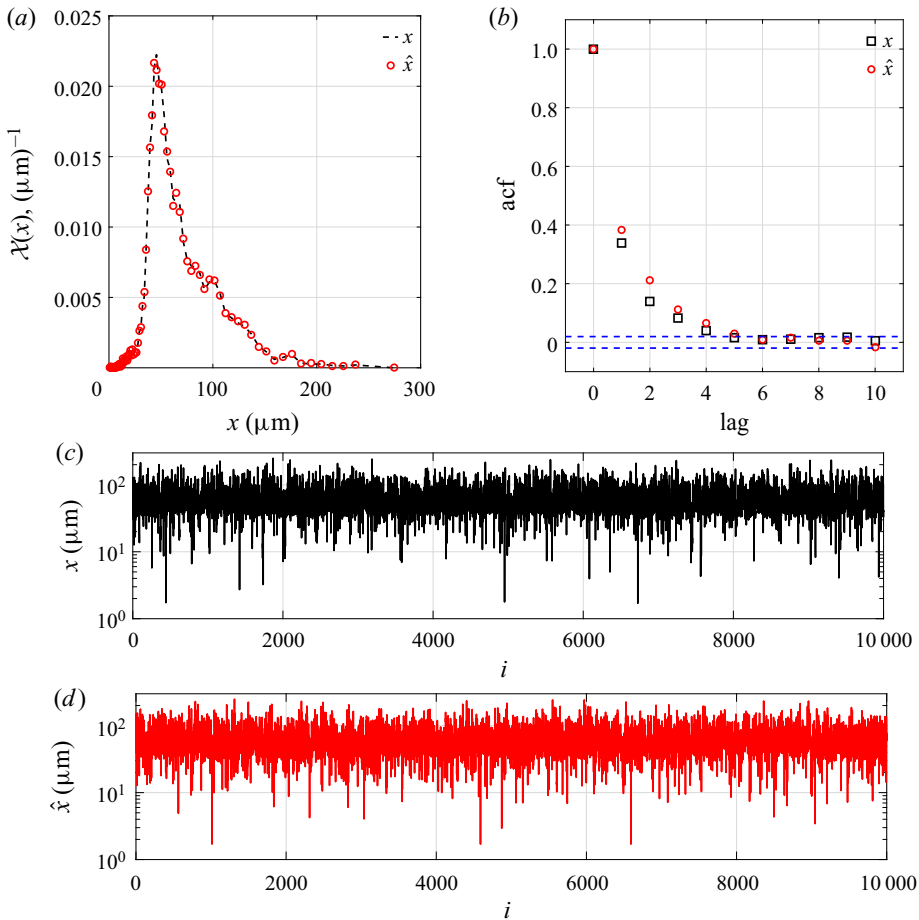 (a)
0.025
0.020
0.015
0.010
0.005
0.000
𝒳(x), (μm)⁻¹
x
x̂
0
100
200
300
x (μm)
(b)
1.0
0.8
0.6
0.4
0.2
0
acf
x
x̂
0
2
4
6
8
10
lag
(c)
10²
10¹
10⁰
x (μm)
0
2000
4000
6000
8000
10 000
i
(d)
10²
10¹
10⁰
x̂ (μm)
0
2000
4000
6000
8000
10 000
i